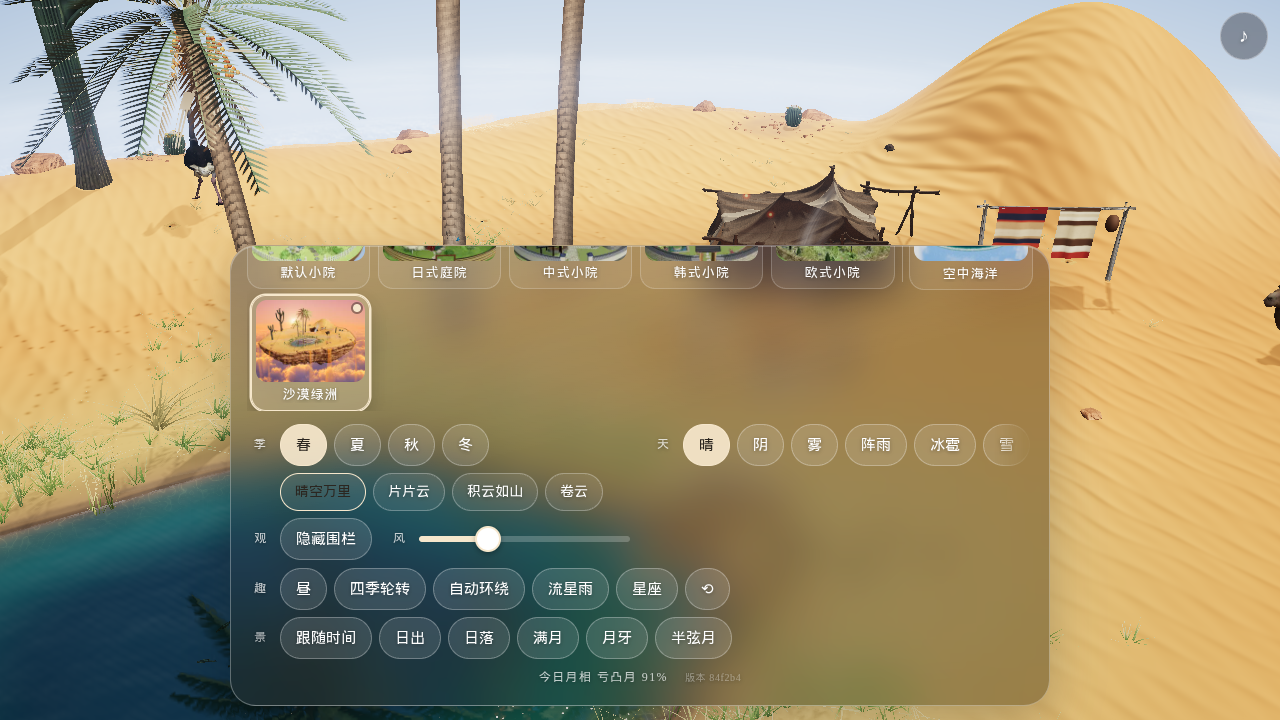 ♪
默认小院 日式庭院 中式小院 韩式小院 欧式小院 空中海洋
沙漠绿洲
季 春 夏 秋 冬 天 晴 阴 雾 阵雨 冰雹 雪
晴空万里 片片云 积云如山 卷云
观 隐藏围栏 风
趣 昼 四季轮转 自动环绕 流星雨 星座 ⟲
景 跟随时间 日出 日落 满月 月牙 半弦月
今日月相 亏凸月 91% 版本 84f2b4